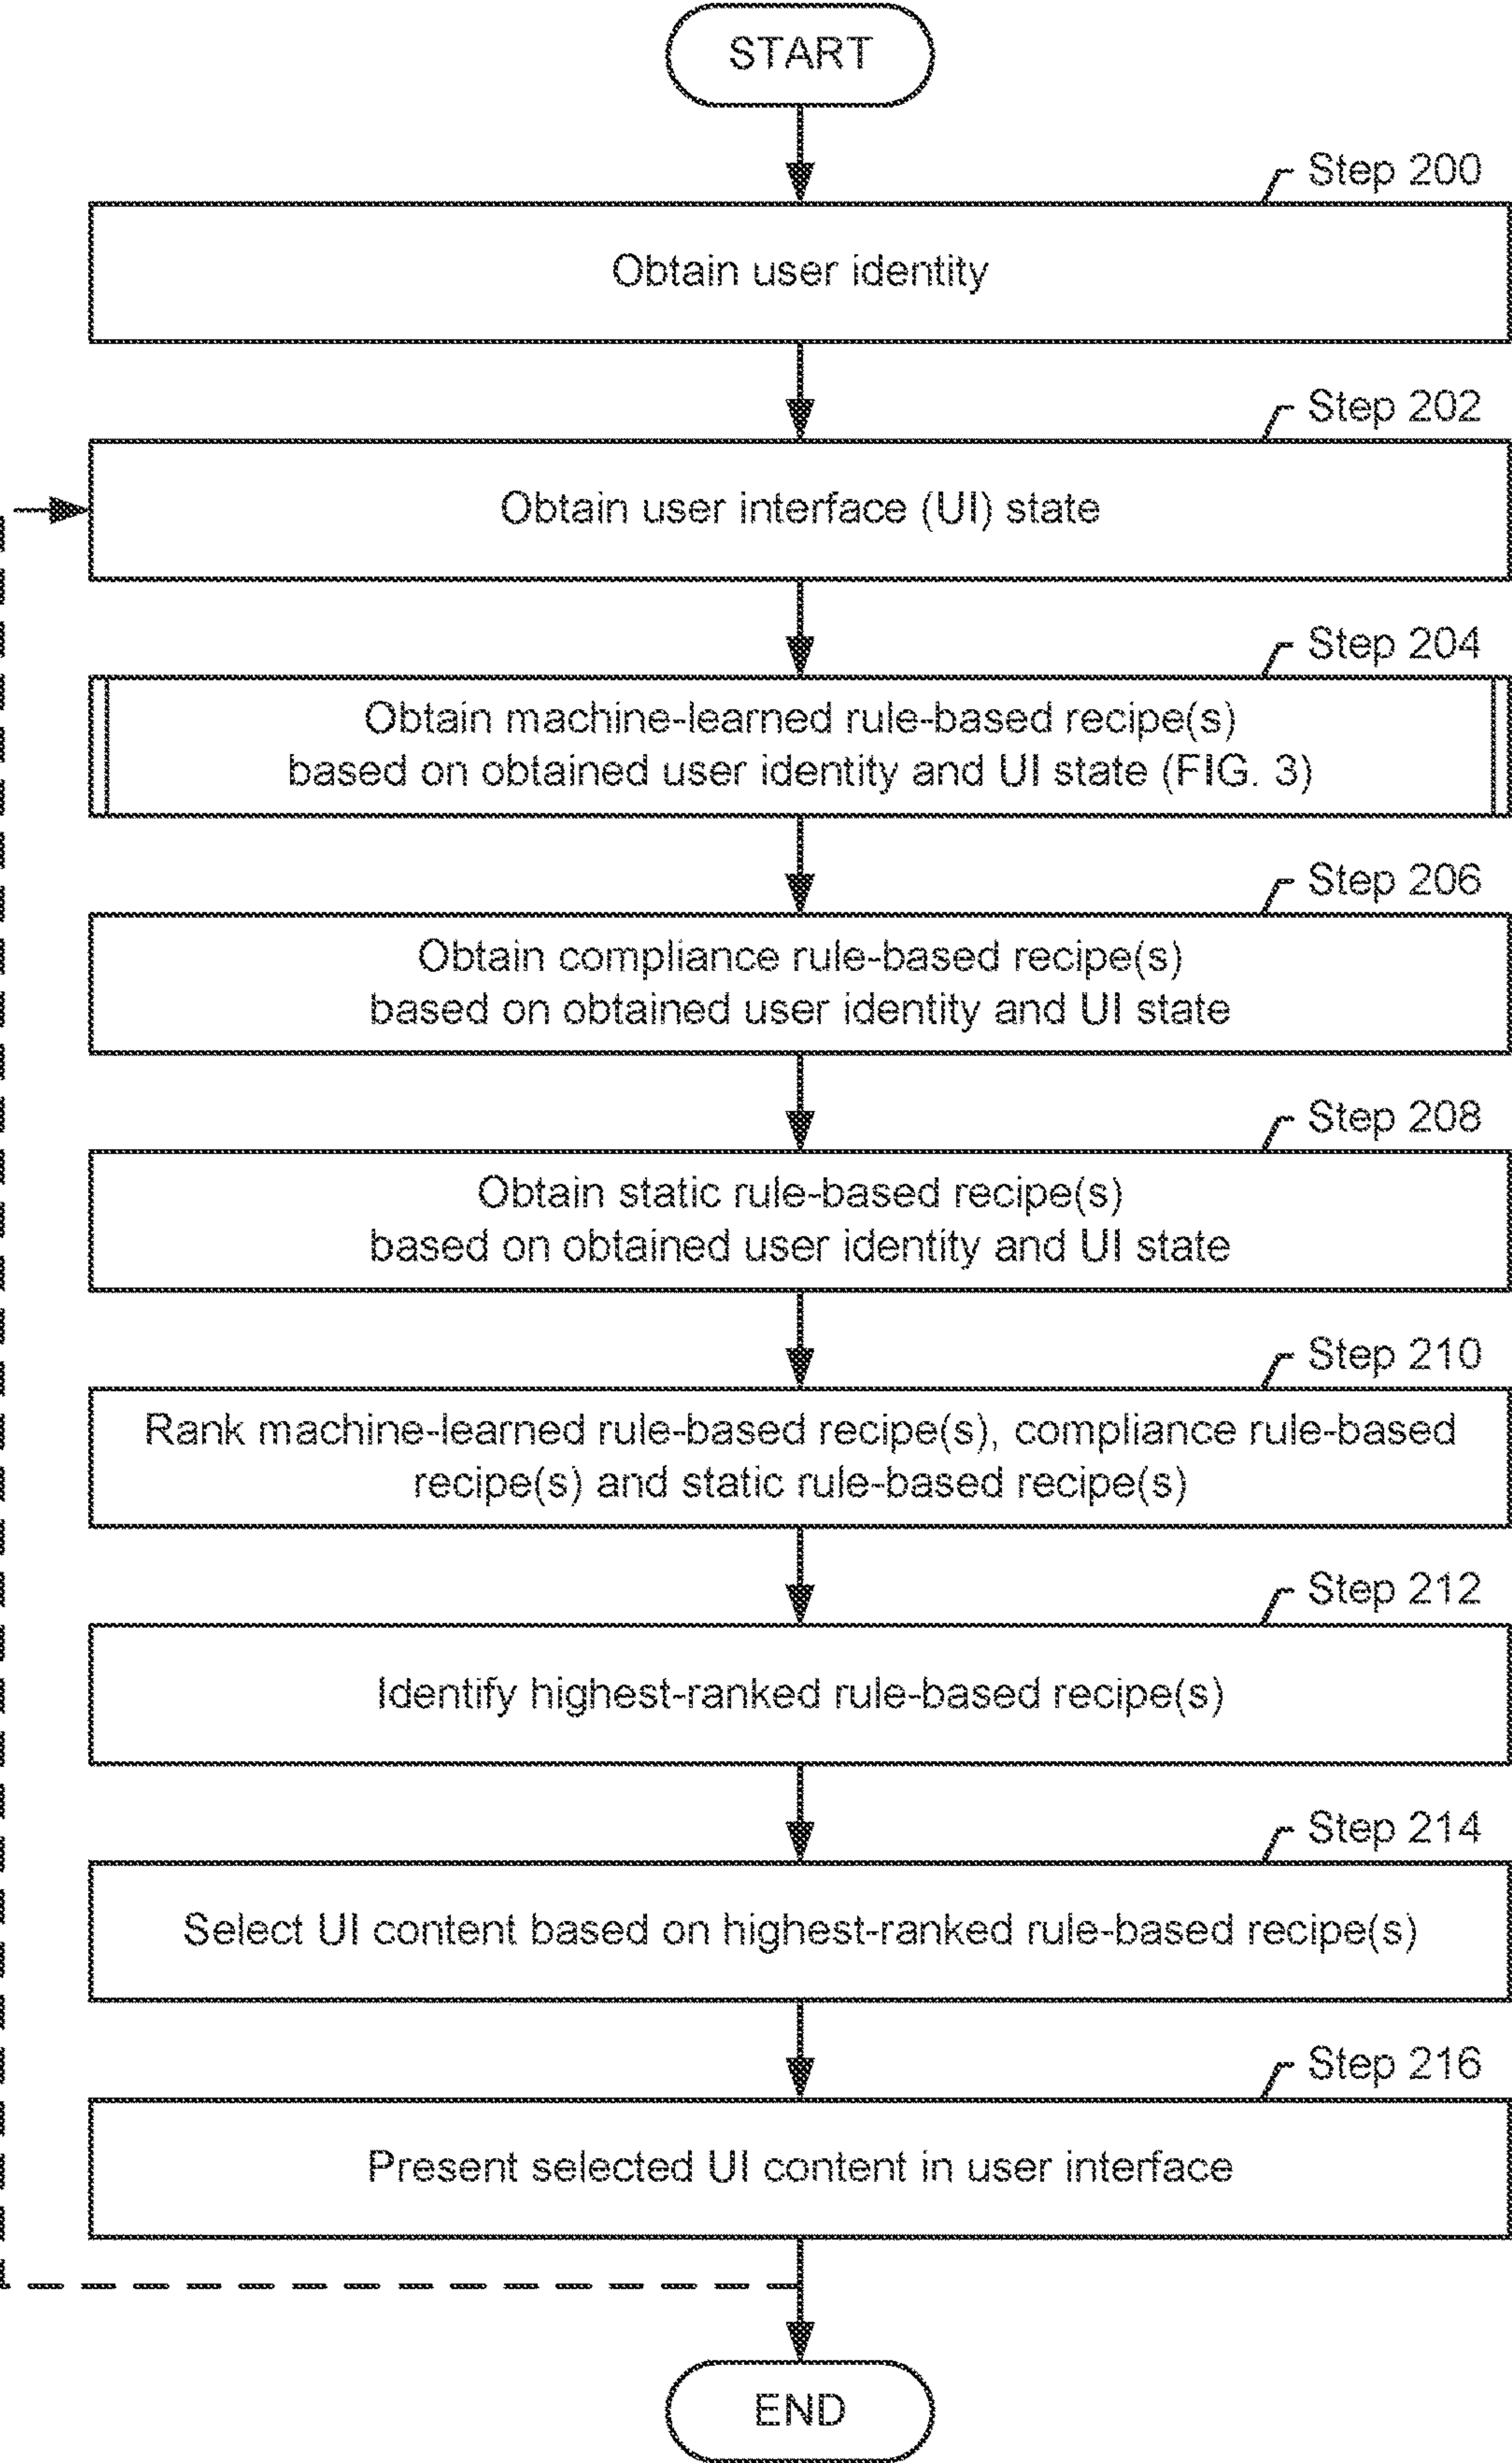 START
Step 200
Obtain user identity
Step 202
Obtain user interface (UI) state
Step 204
Obtain machine-learned rule-based recipe(s)
based on obtained user identity and UI state (FIG. 3)
Step 206
Obtain compliance rule-based recipe(s)
based on obtained user identity and UI state
Step 208
Obtain static rule-based recipe(s)
based on obtained user identity and UI state
Step 210
Rank machine-learned rule-based recipe(s), compliance rule-based
recipe(s) and static rule-based recipe(s)
Step 212
Identify highest-ranked rule-based recipe(s)
Step 214
Select UI content based on highest-ranked rule-based recipe(s)
Step 216
Present selected UI content in user interface
END